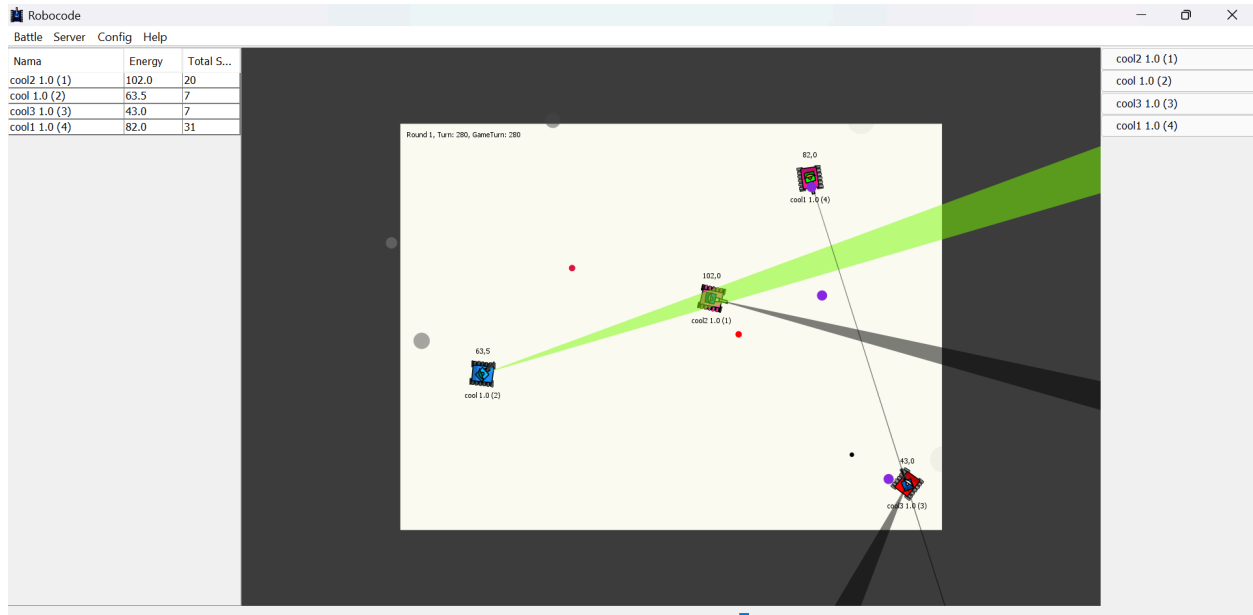 Robocode
Battle Server Config Help
Nama Energy Total S...
cool2 1.0 (1) 102.0 20
cool 1.0 (2) 63.5 7
cool3 1.0 (3) 43.0 7
cool1 1.0 (4) 82.0 31
cool2 1.0 (1)
cool 1.0 (2)
cool3 1.0 (3)
cool1 1.0 (4)
Round 1, Turn: 280, GameTurn: 280
82,0
cool1 1.0 (4)
102,0
cool2 1.0 (1)
63,5
cool 1.0 (2)
43,0
cool3 1.0 (3)